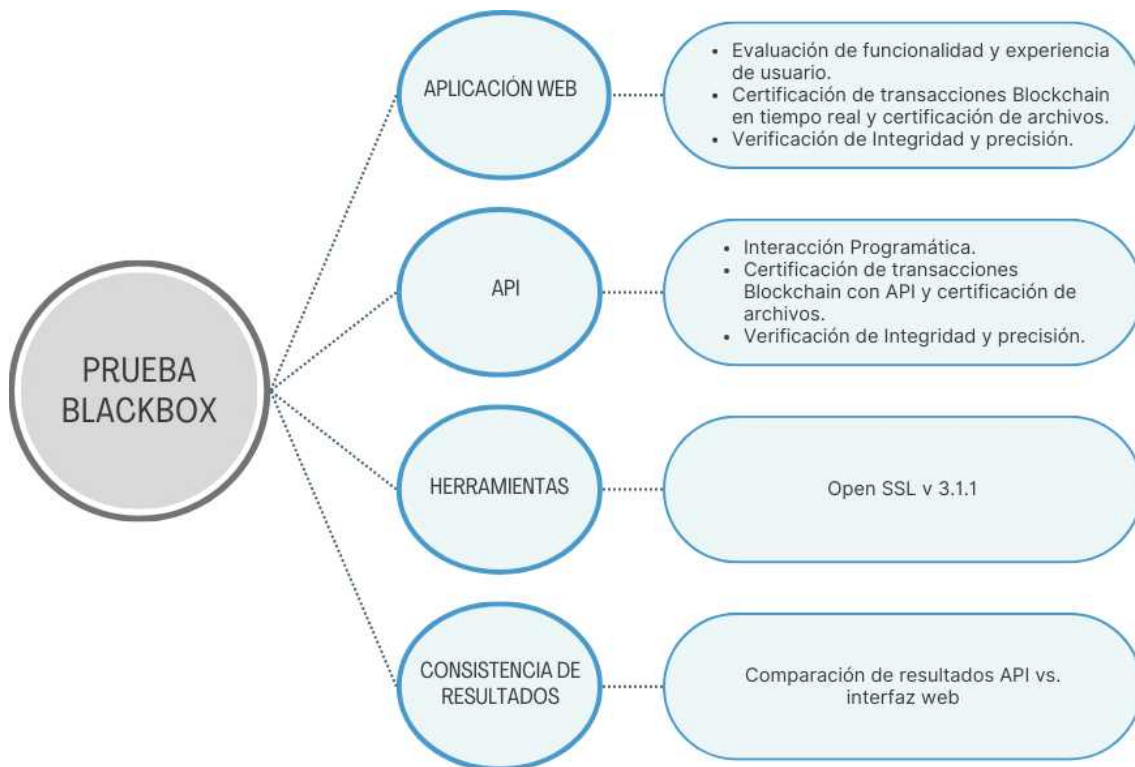 PRUEBA
BLACKBOX
APLICACIÓN WEB
• Evaluación de funcionalidad y experiencia
de usuario.
• Certificación de transacciones Blockchain
en tiempo real y certificación de archivos.
• Verificación de Integridad y precisión.
API
• Interacción Programática.
• Certificación de transacciones
Blockchain con API y certificación de
archivos.
• Verificación de Integridad y precisión.
HERRAMIENTAS
Open SSL v 3.1.1
CONSISTENCIA DE
RESULTADOS
Comparación de resultados API vs.
interfaz web